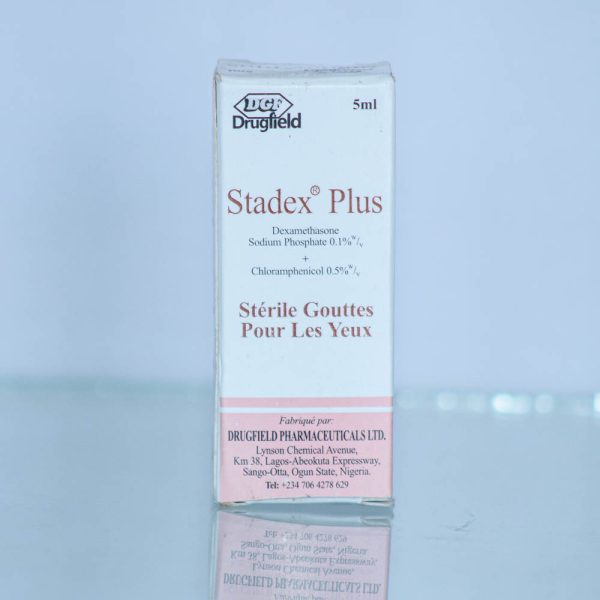 DGF
Drugfield
5ml
Stadex® Plus
Dexamethasone
Sodium Phosphate 0.1%w/v
+
Chloramphenicol 0.5%w/v
Stérile Gouttes
Pour Les Yeux
Fabriqué par:
DRUGFIELD PHARMACEUTICALS LTD.
Lynson Chemical Avenue,
Km 38, Lagos-Abeokuta Expressway,
Sango-Otta, Ogun State, Nigeria.
Tel: +234 706 4278 629